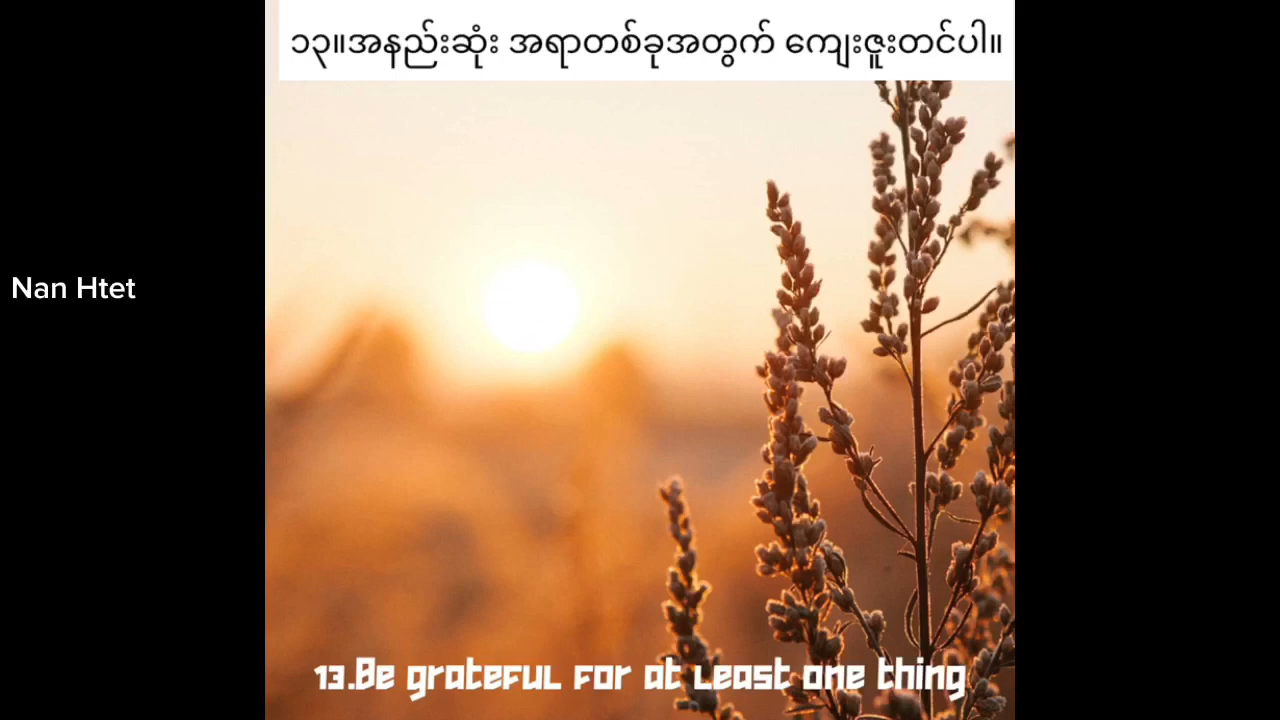 ၁၃။အနည်းဆုံး အရာတစ်ခုအတွက် ကျေးဇူးတင်ပါ။
Nan Htet
13.Be grateful for at least one thing